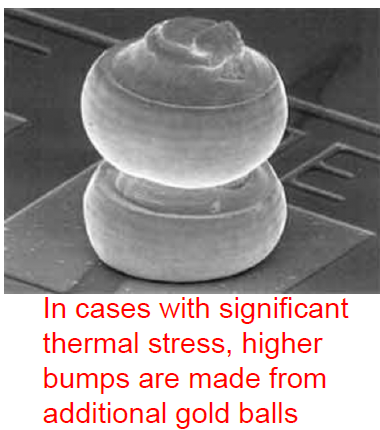 In cases with significant
thermal stress, higher
bumps are made from
additional gold balls